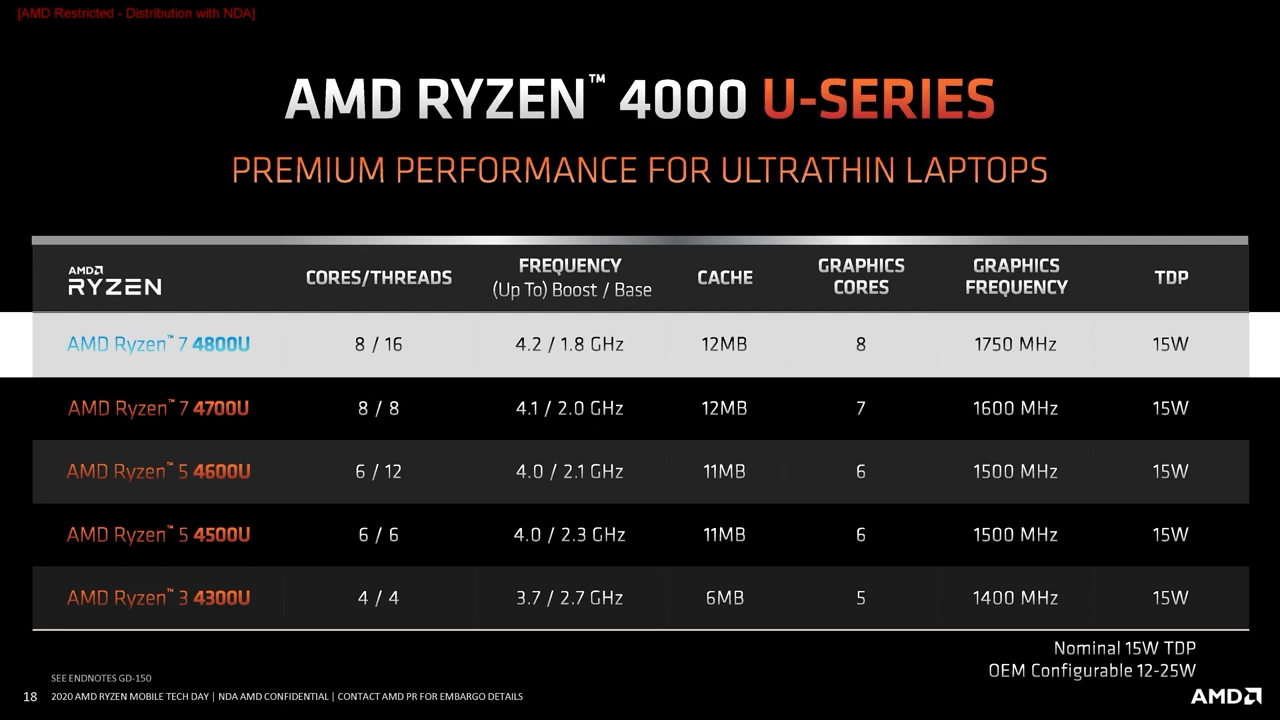 [AMD Restricted - Distribution with NDA]
AMD RYZEN™ 4000 U-SERIES
PREMIUM PERFORMANCE FOR ULTRATHIN LAPTOPS
AMD RYZEN CORES/THREADS FREQUENCY (Up To) Boost / Base CACHE GRAPHICS CORES GRAPHICS FREQUENCY TDP
AMD Ryzen™ 7 4800U 8 / 16 4.2 / 1.8 GHz 12MB 8 1750 MHz 15W
AMD Ryzen™ 7 4700U 8 / 8 4.1 / 2.0 GHz 12MB 7 1600 MHz 15W
AMD Ryzen™ 5 4600U 6 / 12 4.0 / 2.1 GHz 11MB 6 1500 MHz 15W
AMD Ryzen™ 5 4500U 6 / 6 4.0 / 2.3 GHz 11MB 6 1500 MHz 15W
AMD Ryzen™ 3 4300U 4 / 4 3.7 / 2.7 GHz 6MB 5 1400 MHz 15W
Nominal 15W TDP
OEM Configurable 12-25W
SEE ENDNOTES GD-150
18 2020 AMD RYZEN MOBILE TECH DAY | NDA AMD CONFIDENTIAL | CONTACT AMD PR FOR EMBARGO DETAILS
AMD